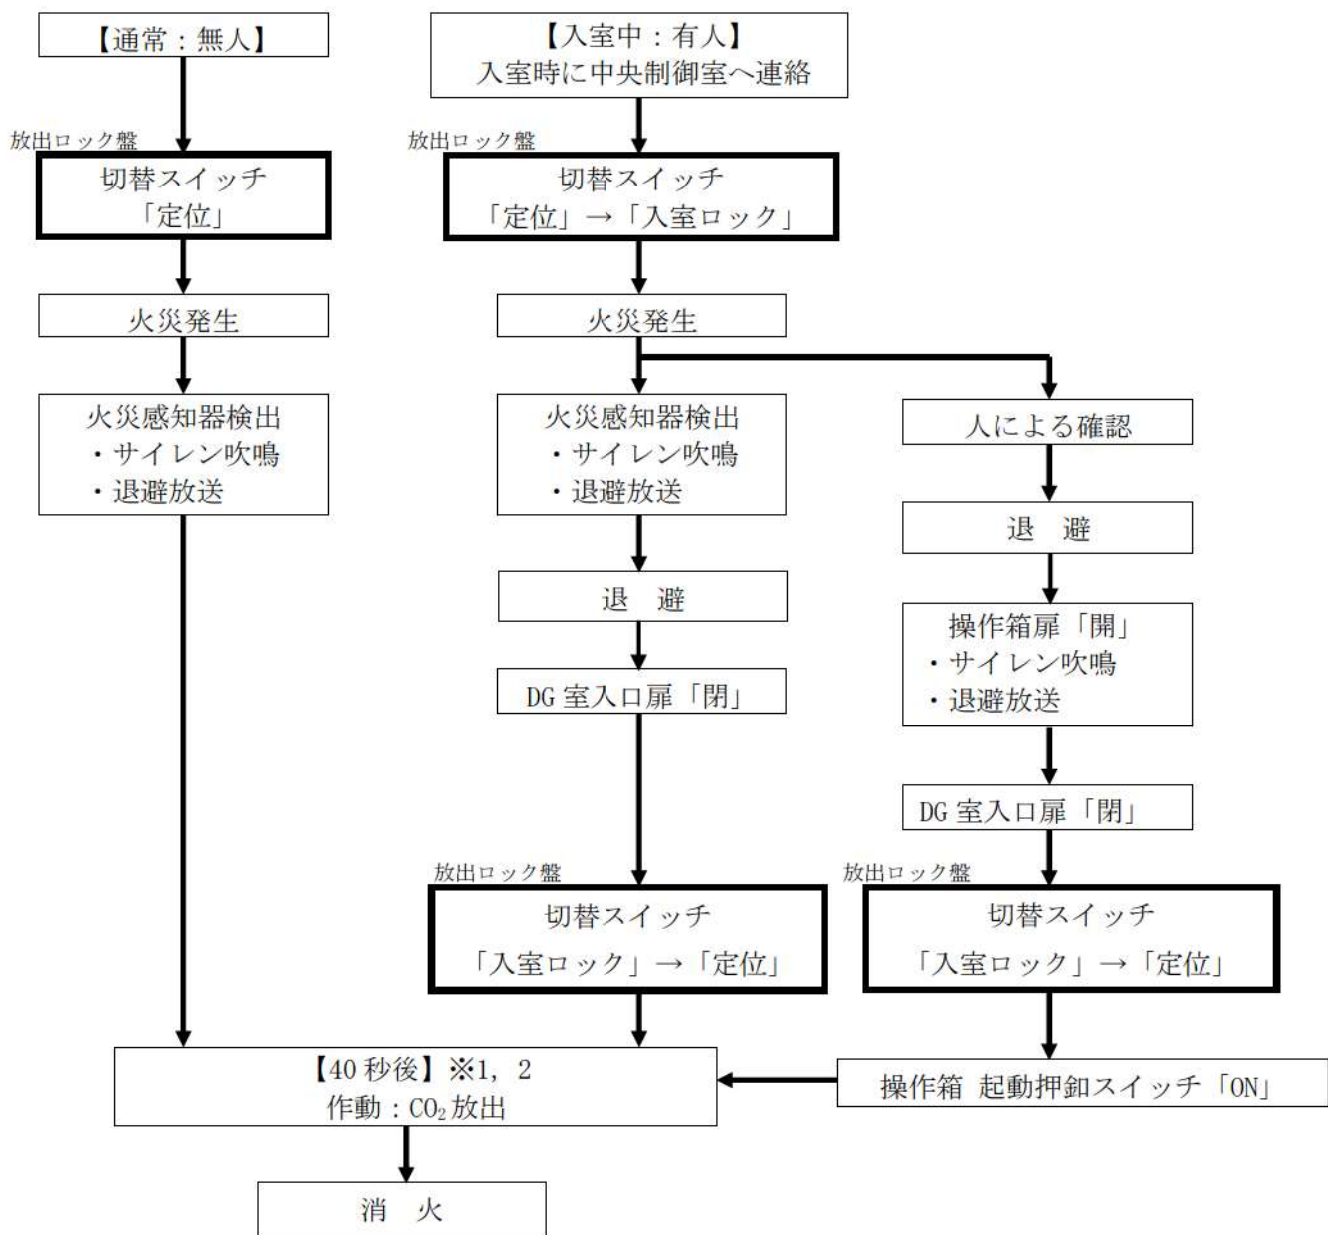 【通常：無人】
放出ロック盤
切替スイッチ
「定位」
火災発生
火災感知器検出
・サイレン吹鳴
・退避放送
【入室中：有人】
入室時に中央制御室へ連絡
放出ロック盤
切替スイッチ
「定位」→「入室ロック」
火災発生
火災感知器検出
・サイレン吹鳴
・退避放送
退　避
DG 室入口扉「閉」
放出ロック盤
切替スイッチ
「入室ロック」→「定位」
人による確認
退　避
操作箱扉「開」
・サイレン吹鳴
・退避放送
DG 室入口扉「閉」
放出ロック盤
切替スイッチ
「入室ロック」→「定位」
操作箱 起動押釦スイッチ「ON」
【40 秒後】※1, 2
作動：CO₂放出
消　火